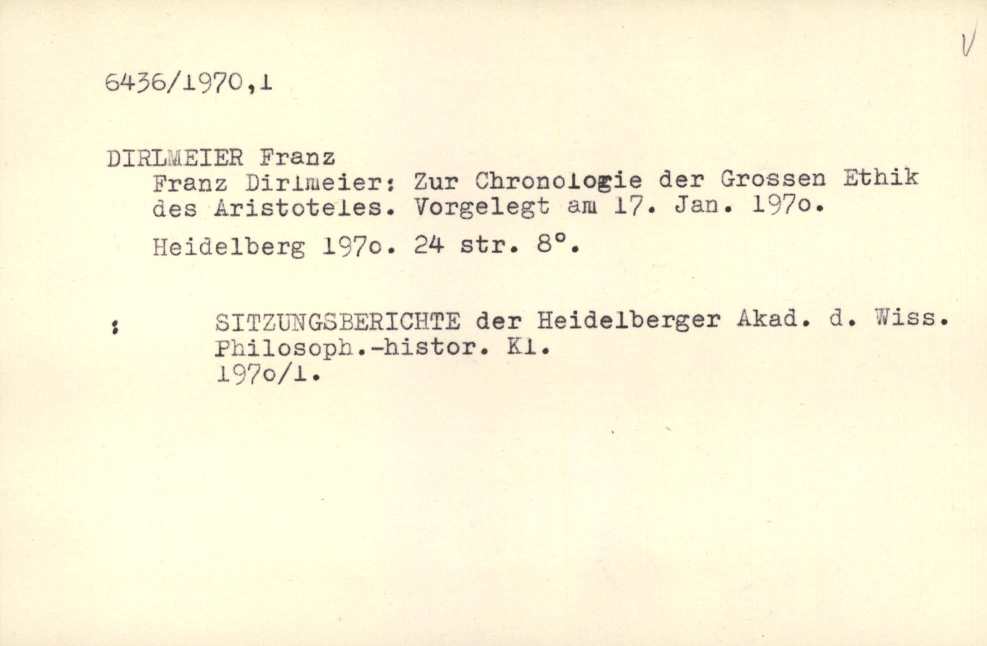 6436/1970,1
DIRLMEIER Franz
Franz Dirlmeier: Zur Chronologie der Grossen Ethik
des Aristoteles. Vorgelegt am 17. Jan. 197o.
Heidelberg 197o. 24 str. 8°.
: SITZUNGSBERICHTE der Heidelberger Akad. d. Wiss.
Philosoph.-histor. Kl.
197o/1.